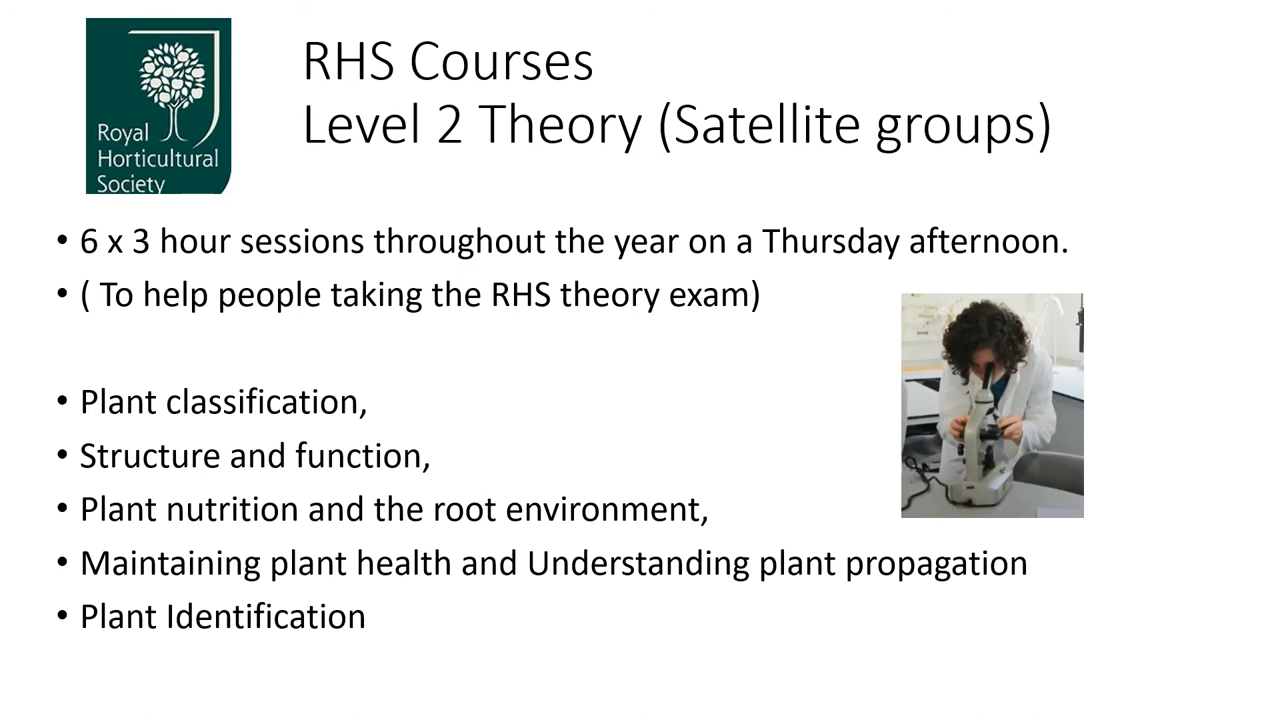 Royal
Horticultural
Society
RHS Courses
Level 2 Theory (Satellite groups)
• 6 x 3 hour sessions throughout the year on a Thursday afternoon.
• ( To help people taking the RHS theory exam)
• Plant classification,
• Structure and function,
• Plant nutrition and the root environment,
• Maintaining plant health and Understanding plant propagation
• Plant Identification